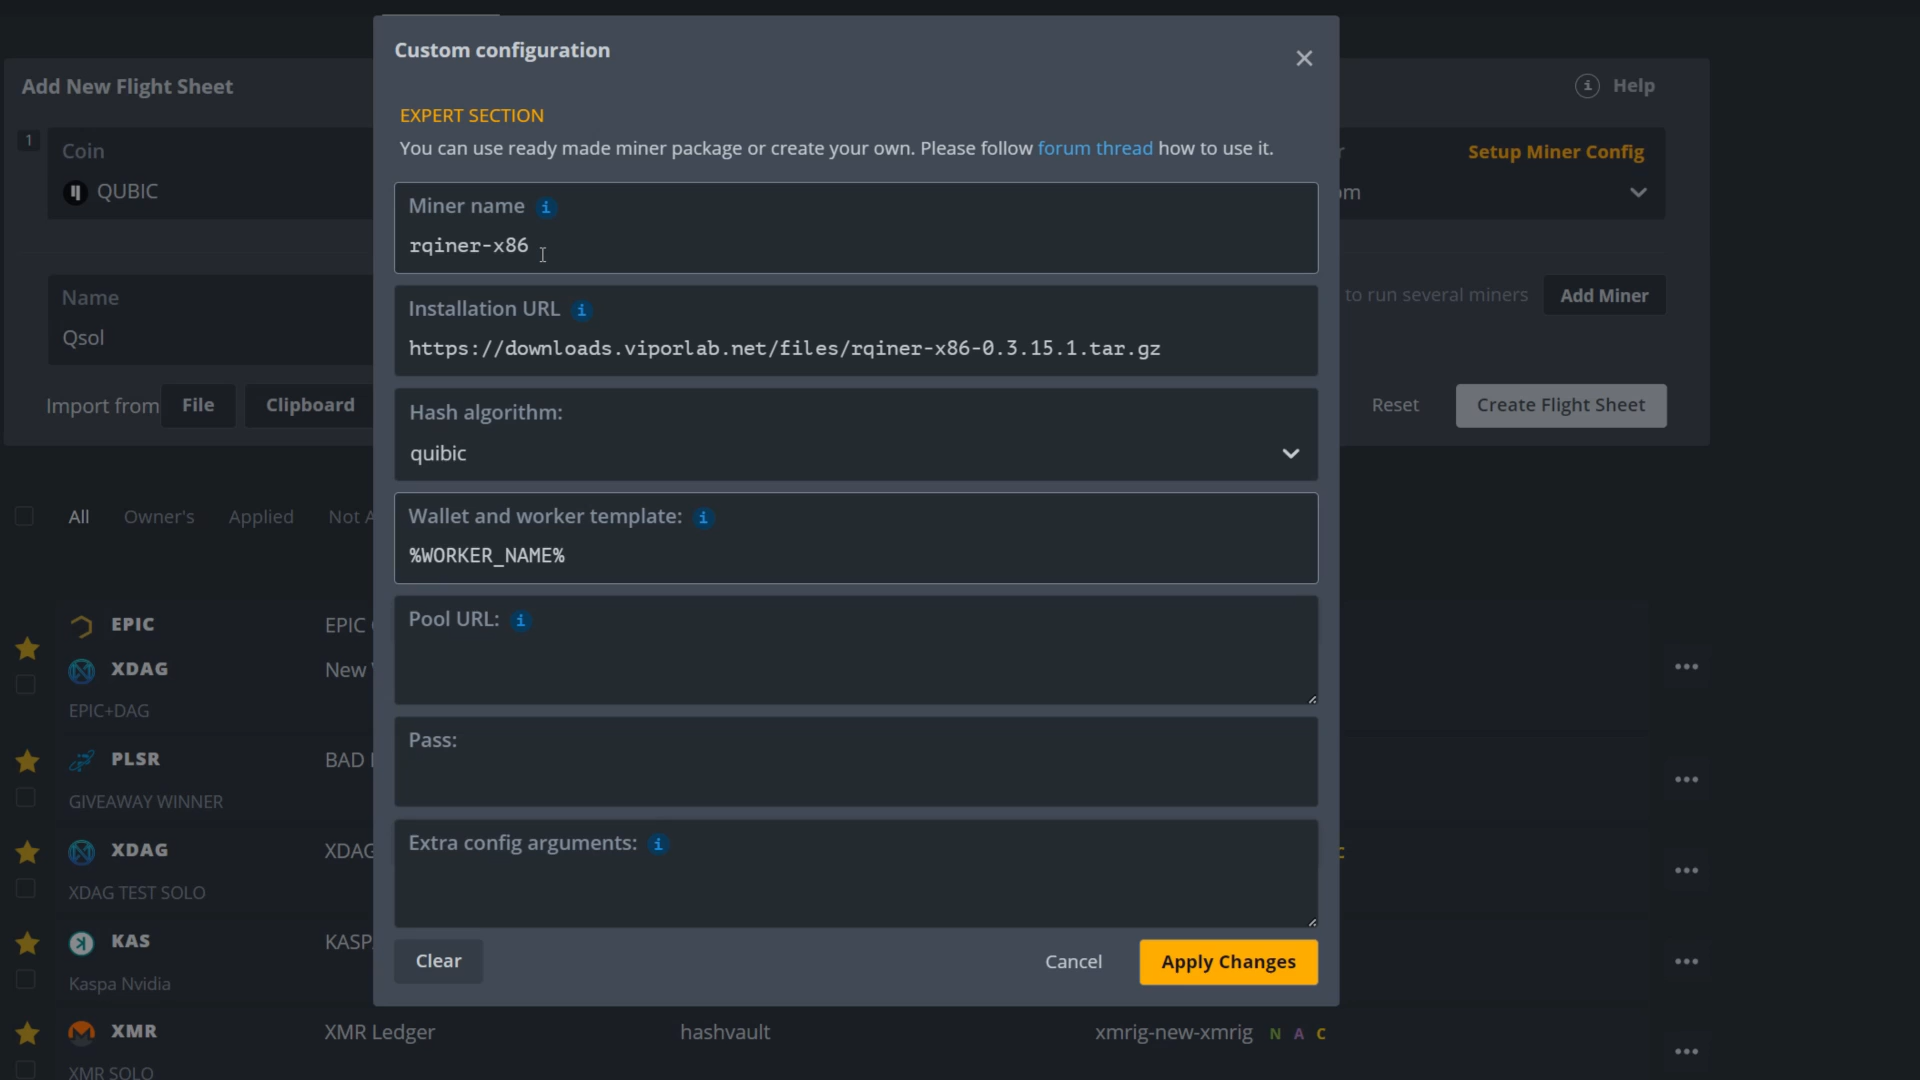 Custom configuration
Add New Flight Sheet
Help
EXPERT SECTION
You can use ready made miner package or create your own. Please follow forum thread how to use it.
1
Coin
QUBIC
r
Setup Miner Config
om
Miner name
rqiner-x86
Name
Qsol
Installation URL
https://downloads.viporlab.net/files/rqiner-x86-0.3.15.1.tar.gz
to run several miners
Add Miner
Import from
File
Clipboard
Hash algorithm:
quibic
Reset
Create Flight Sheet
All
Owner's
Applied
Not A
Wallet and worker template:
%WORKER_NAME%
EPIC
EPIC
XDAG
New
EPIC+DAG
Pool URL:
PLSR
BAD
GIVEAWAY WINNER
Pass:
XDAG
XDAG
XDAG TEST SOLO
Extra config arguments:
KAS
KASP
Kaspa Nvidia
Clear
Cancel
Apply Changes
XMR
XMR Ledger
hashvault
xmrig-new-xmrig
N A C
XMR SOLO